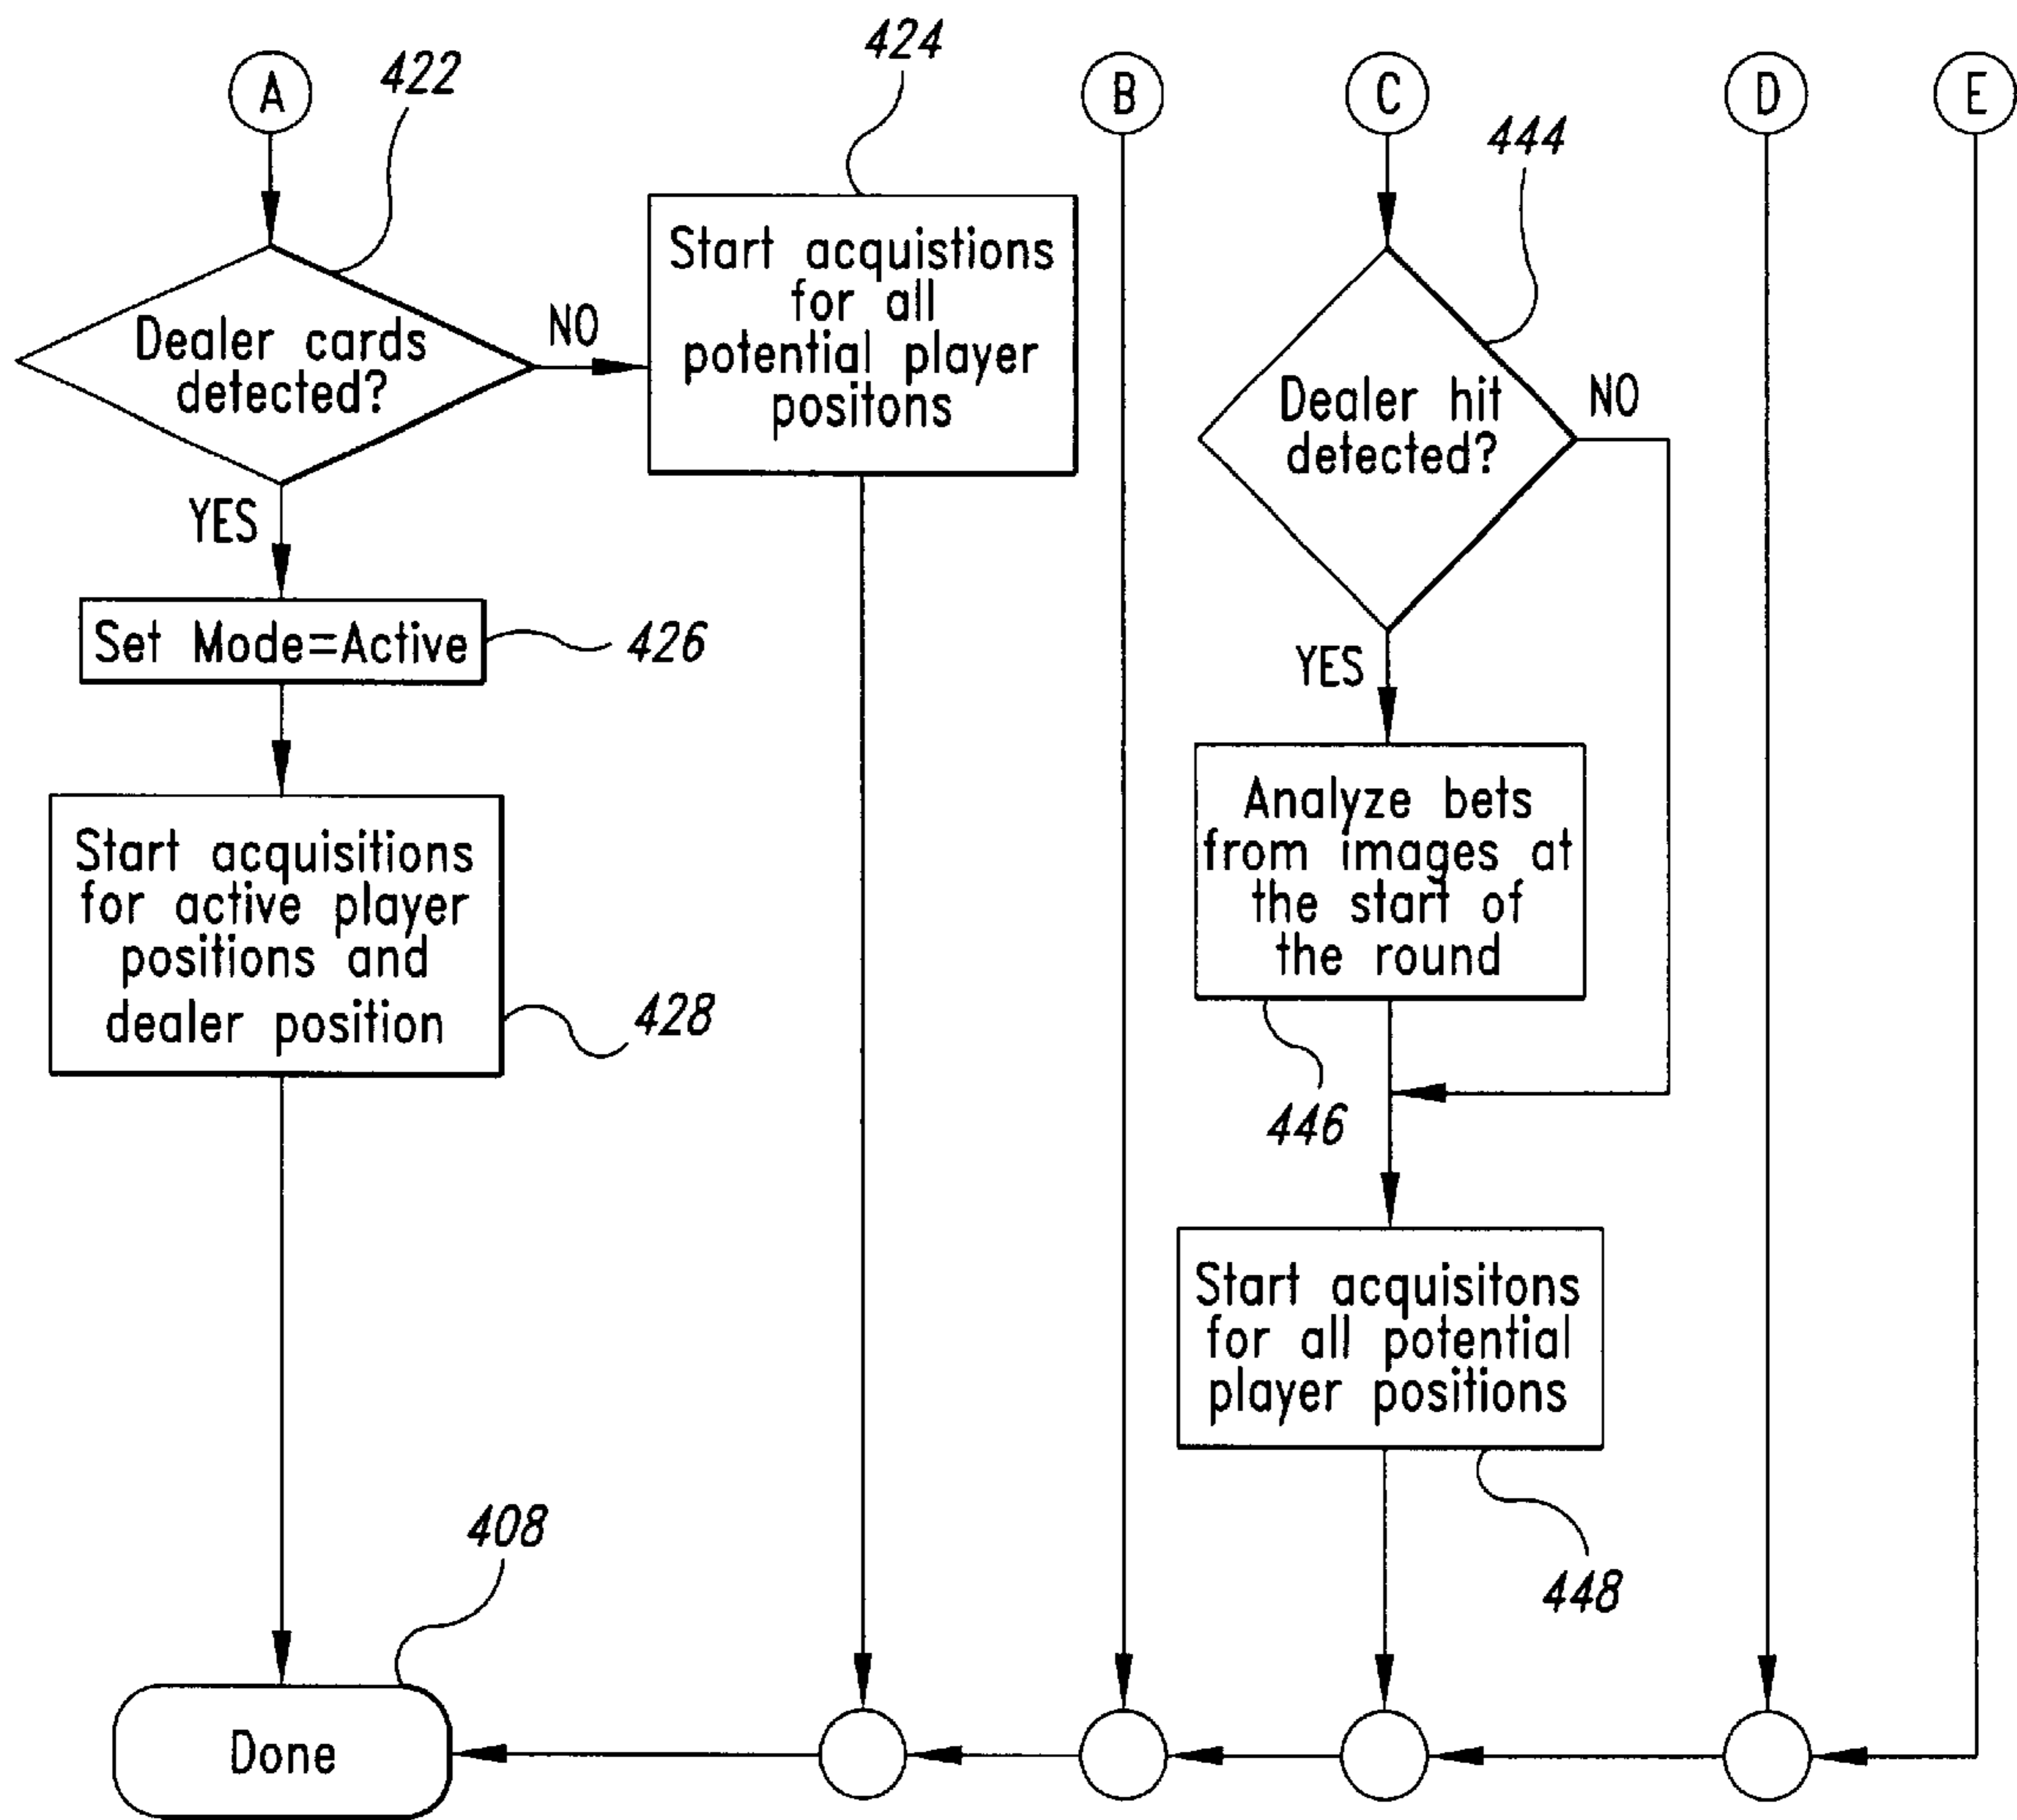 A
422
424
B
C
D
E
444
Dealer cards
detected?
NO
Start acquistions
for all
potential player
positons
Dealer hit
detected?
NO
YES
Set Mode=Active
426
YES
Analyze bets
from images at
the start of
the round
446
Start acquisitions
for active player
positions and
dealer position
428
Start acquisitons
for all potential
player positions
448
408
Done